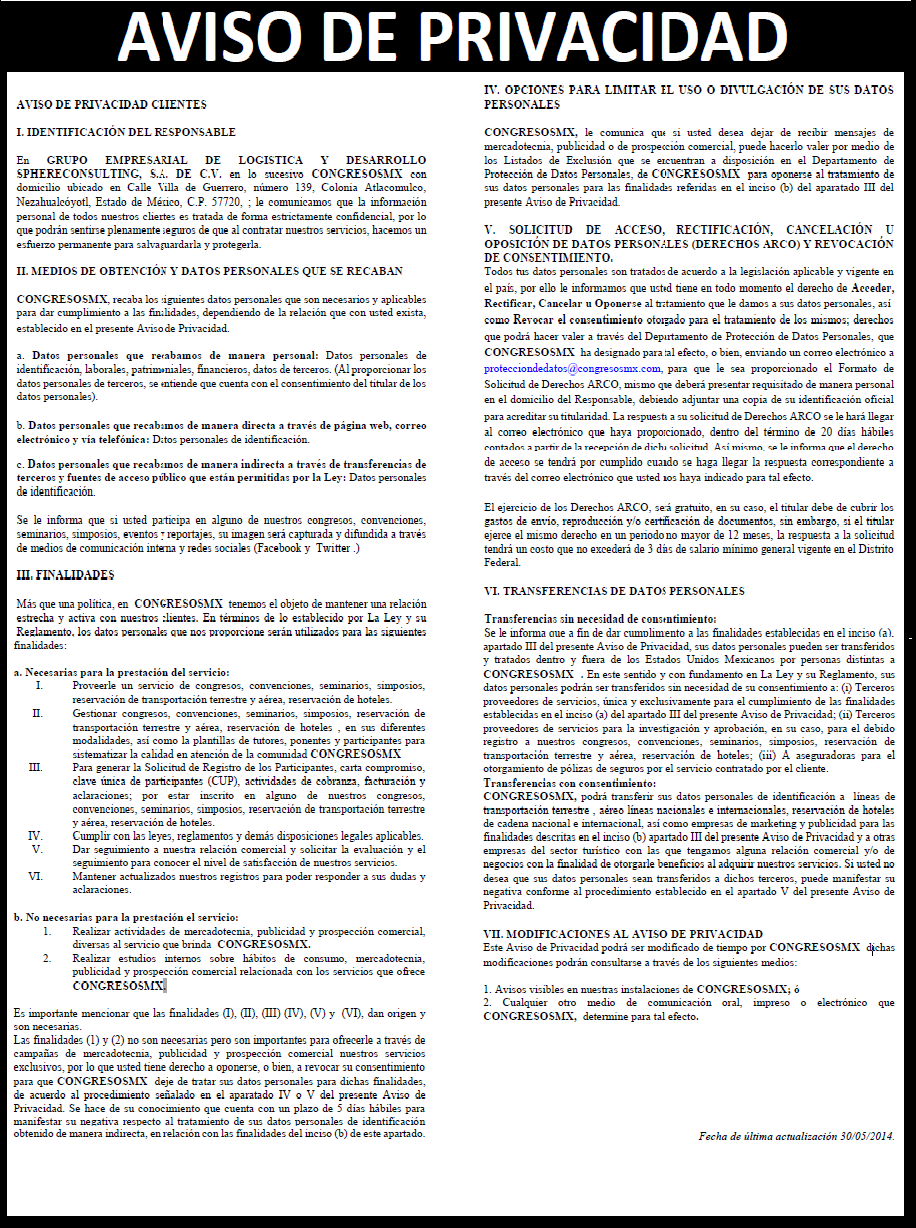 AVISO DE PRIVACIDAD
AVISO DE PRIVACIDAD CLIENTES
I. IDENTIFICACIÓN DEL RESPONSABLE
En GRUPO EMPRESARIAL DE LOGISTICA Y DESARROLLO
SPHERECONSULTING, S.A. DE C.V. en lo sucesivo CONGRESOSMX con
domicilio ubicado en Calle Villa de Guerrero, número 139, Colonia Atlacomulco,
Nezahualcóyotl, Estado de México, C.P. 57720, ; le comunicamos que la información
personal de todos nuestros clientes es tratada de forma estrictamente confidencial, por lo
que podrán sentirse plenamente seguros de que al contratar nuestros servicios, hacemos un
esfuerzo permanente para salvaguardarla y protegerla.
II. MEDIOS DE OBTENCIÓN Y DATOS PERSONALES QUE SE RECABAN
CONGRESOSMX, recaba los siguientes datos personales que son necesarios y aplicables
para dar cumplimiento a las finalidades, dependiendo de la relación que con usted exista,
establecido en el presente Aviso de Privacidad.
a. Datos personales que recabamos de manera personal: Datos personales de
identificación, laborales, patrimoniales, financieros, datos de terceros. (Al proporcionar los
datos personales de terceros, se entiende que cuenta con el consentimiento del titular de los
datos personales).
b. Datos personales que recabamos de manera directa a través de página web, correo
electrónico y vía telefónica: Datos personales de identificación.
c. Datos personales que recabamos de manera indirecta a través de transferencias de
terceros y fuentes de acceso público que están permitidas por la Ley: Datos personales
de identificación.
Se le informa que si usted participa en alguno de nuestros congresos, convenciones,
seminarios, simposios, eventos y reportajes, su imagen será capturada y difundida a través
de medios de comunicación interna y redes sociales (Facebook y Twitter .)
III. FINALIDADES
Más que una política, en CONGRESOSMX tenemos el objeto de mantener una relación
estrecha y activa con nuestros clientes. En términos de lo establecido por La Ley y su
Reglamento, los datos personales que nos proporcione serán utilizados para las siguientes
finalidades:
a. Necesarias para la prestación del servicio:
I. Proveerle un servicio de congresos, convenciones, seminarios, simposios,
reservación de transportación terrestre y aérea, reservación de hoteles.
II. Gestionar congresos, convenciones, seminarios, simposios, reservación de
transportación terrestre y aérea, reservación de hoteles , en sus diferentes
modalidades, así como la plantillas de tutores, ponentes y participantes para
sistematizar la calidad en atención de la comunidad CONGRESOSMX
III. Para generar la Solicitud de Registro de los Participantes, carta compromiso,
clave única de participantes (CUP), actividades de cobranza, facturación y
aclaraciones; por estar inscrito en alguno de nuestros congresos,
convenciones, seminarios, simposios, reservación de transportación terrestre
y aérea, reservación de hoteles.
IV. Cumplir con las leyes, reglamentos y demás disposiciones legales aplicables.
V. Dar seguimiento a nuestra relación comercial y solicitar la evaluación y el
seguimiento para conocer el nivel de satisfacción de nuestros servicios.
VI. Mantener actualizados nuestros registros para poder responder a sus dudas y
aclaraciones.
b. No necesarias para la prestación el servicio:
1. Realizar actividades de mercadotecnia, publicidad y prospección comercial,
diversas al servicio que brinda CONGRESOSMX.
2. Realizar estudios internos sobre hábitos de consumo, mercadotecnia,
publicidad y prospección comercial relacionada con los servicios que ofrece
CONGRESOSMX.
Es importante mencionar que las finalidades (I), (II), (III) (IV), (V) y (VI), dan origen y
son necesarias.
Las finalidades (1) y (2) no son necesarias pero son importantes para ofrecerle a través de
campañas de mercadotecnia, publicidad y prospección comercial nuestros servicios
exclusivos, por lo que usted tiene derecho a oponerse, o bien, a revocar su consentimiento
para que CONGRESOSMX deje de tratar sus datos personales para dichas finalidades,
de acuerdo al procedimiento señalado en el aparatado IV o V del presente Aviso de
Privacidad. Se hace de su conocimiento que cuenta con un plazo de 5 días hábiles para
manifestar su negativa respecto al tratamiento de sus datos personales de identificación
obtenido de manera indirecta, en relación con las finalidades del inciso (b) de este apartado.
IV. OPCIONES PARA LIMITAR EL USO O DIVULGACIÓN DE SUS DATOS
PERSONALES
CONGRESOSMX, le comunica que si usted desea dejar de recibir mensajes de
mercadotecnia, publicidad o de prospección comercial, puede hacerlo valer por medio de
los Listados de Exclusión que se encuentran a disposición en el Departamento de
Protección de Datos Personales, de CONGRESOSMX para oponerse al tratamiento de
sus datos personales para las finalidades referidas en el inciso (b) del aparatado III del
presente Aviso de Privacidad.
V. SOLICITUD DE ACCESO, RECTIFICACIÓN, CANCELACIÓN U
OPOSICIÓN DE DATOS PERSONALES (DERECHOS ARCO) Y REVOCACIÓN
DE CONSENTIMIENTO.
Todos tus datos personales son tratados de acuerdo a la legislación aplicable y vigente en
el país, por ello le informamos que usted tiene en todo momento el derecho de Acceder,
Rectificar, Cancelar u Oponerse al tratamiento que le damos a sus datos personales, así
como Revocar el consentimiento otorgado para el tratamiento de los mismos; derechos
que podrá hacer valer a través del Departamento de Protección de Datos Personales, que
CONGRESOSMX ha designado para tal efecto, o bien, enviando un correo electrónico a
protecciondedatos@congresosmx.com, para que le sea proporcionado el Formato de
Solicitud de Derechos ARCO, mismo que deberá presentar requisitado de manera personal
en el domicilio del Responsable, debiendo adjuntar una copia de su identificación oficial
para acreditar su titularidad. La respuesta a su solicitud de Derechos ARCO se le hará llegar
al correo electrónico que haya proporcionado, dentro del término de 20 días hábiles
contados a partir de la recepción de dicha solicitud. Así mismo, se le informa que el derecho
de acceso se tendrá por cumplido cuando se haga llegar la respuesta correspondiente a
través del correo electrónico que usted nos haya indicado para tal efecto.
El ejercicio de los Derechos ARCO, será gratuito, en su caso, el titular debe de cubrir los
gastos de envío, reproducción y/o certificación de documentos, sin embargo, si el titular
ejerce el mismo derecho en un periodo no mayor de 12 meses, la respuesta a la solicitud
tendrá un costo que no excederá de 3 días de salario mínimo general vigente en el Distrito
Federal.
VI. TRANSFERENCIAS DE DATOS PERSONALES
Transferencias sin necesidad de consentimiento:
Se le informa que a fin de dar cumplimento a las finalidades establecidas en el inciso (a),
apartado III del presente Aviso de Privacidad, sus datos personales pueden ser transferidos
y tratados dentro y fuera de los Estados Unidos Mexicanos por personas distintas a
CONGRESOSMX . En este sentido y con fundamento en La Ley y su Reglamento, sus
datos personales podrán ser transferidos sin necesidad de su consentimiento a: (i) Terceros
proveedores de servicios, única y exclusivamente para el cumplimiento de las finalidades
establecidas en el inciso (a) del apartado III del presente Aviso de Privacidad; (ii) Terceros
proveedores de servicios para la investigación y aprobación, en su caso, para el debido
registro a nuestros congresos, convenciones, seminarios, simposios, reservación de
transportación terrestre y aérea, reservación de hoteles; (iii) A aseguradoras para el
otorgamiento de pólizas de seguros por el servicio contratado por el cliente.
Transferencias con consentimiento:
CONGRESOSMX, podrá transferir sus datos personales de identificación a líneas de
transportación terrestre , aéreo líneas nacionales e internacionales, reservación de hoteles
de cadena nacional e internacional, así como empresas de marketing y publicidad para las
finalidades descritas en el inciso (b) apartado III del presente Aviso de Privacidad y a otras
empresas del sector turístico con las que tengamos alguna relación comercial y/o de
negocios con la finalidad de otorgarle beneficios al adquirir nuestros servicios. Si usted no
desea que sus datos personales sean transferidos a dichos terceros, puede manifestar su
negativa conforme al procedimiento establecido en el apartado V del presente Aviso de
Privacidad.
VII. MODIFICACIONES AL AVISO DE PRIVACIDAD
Este Aviso de Privacidad podrá ser modificado de tiempo por CONGRESOSMX dichas
modificaciones podrán consultarse a través de los siguientes medios:
1. Avisos visibles en nuestras instalaciones de CONGRESOSMX; ó
2. Cualquier otro medio de comunicación oral, impreso o electrónico que
CONGRESOSMX, determine para tal efecto.
Fecha de última actualización 30/05/2014.